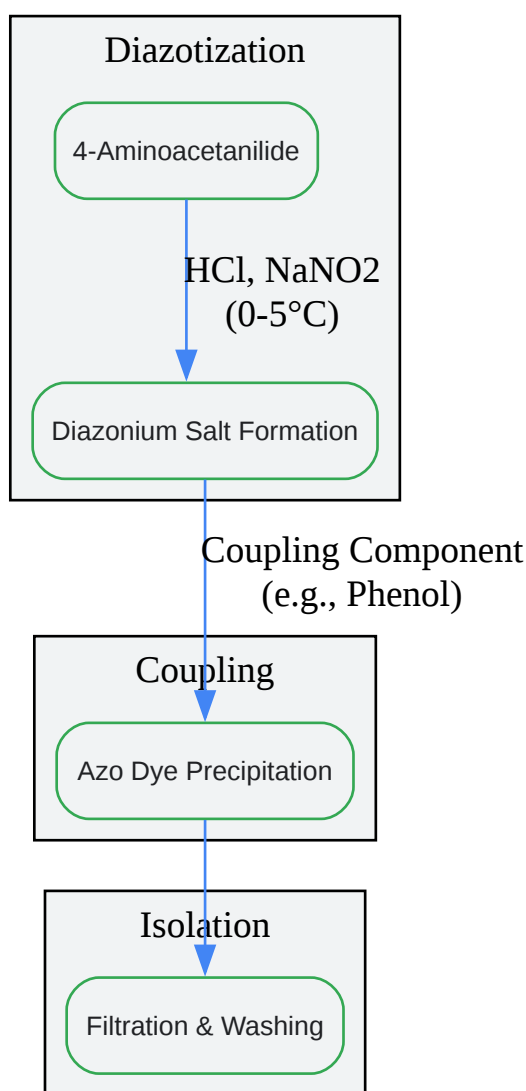 Diazotization
4-Aminoacetanilide
HCl, NaNO2
(0-5°C)
Diazonium Salt Formation
Coupling Component
(e.g., Phenol)
Coupling
Azo Dye Precipitation
Isolation
Filtration & Washing